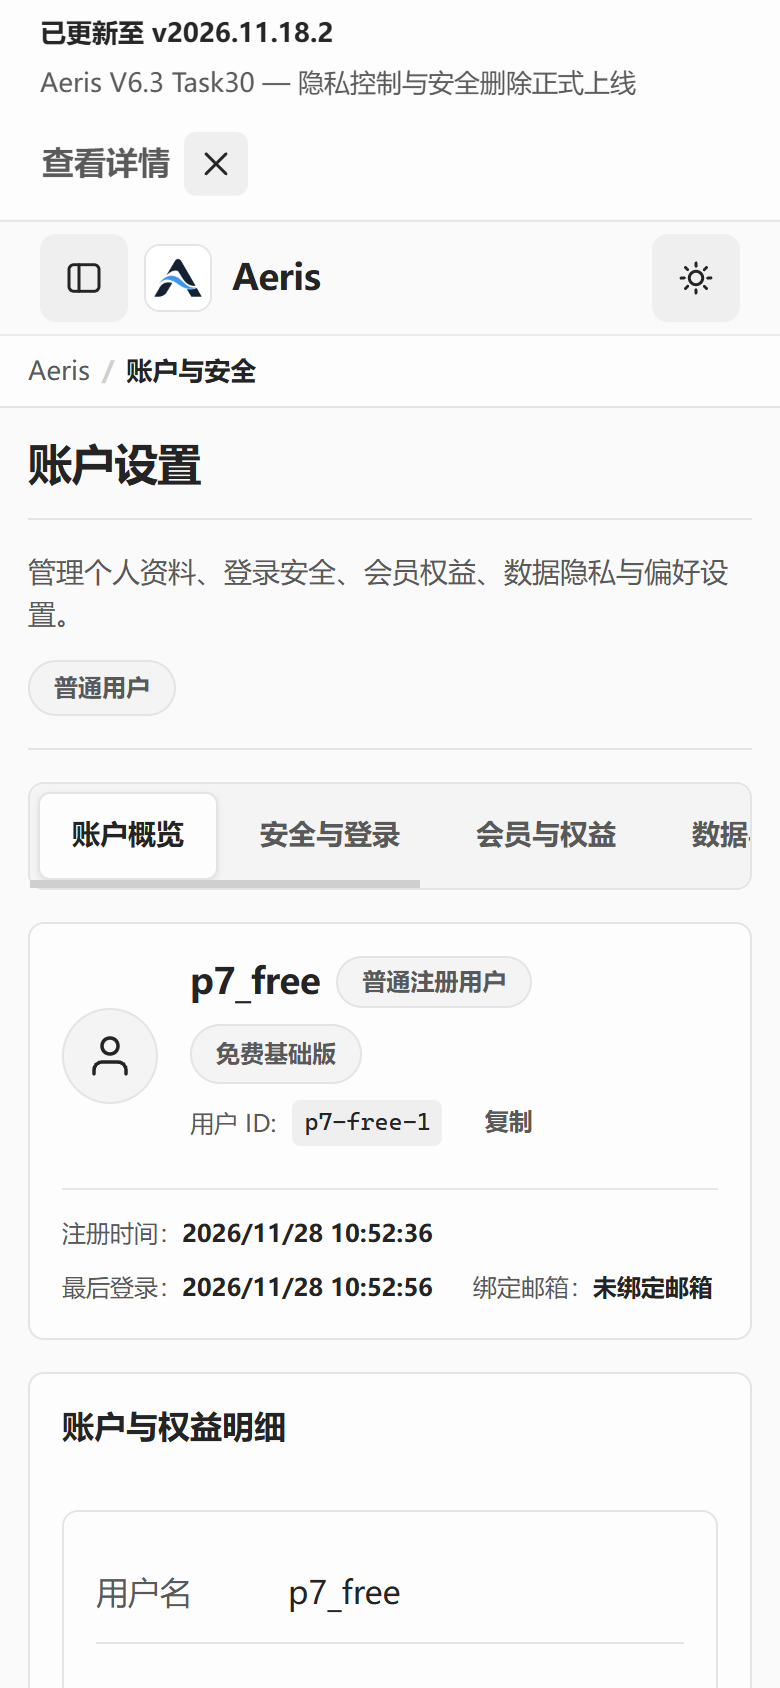 已更新至 v2026.11.18.2
Aeris V6.3 Task30 — 隐私控制与安全删除正式上线
查看详情
Aeris
Aeris / 账户与安全
账户设置
管理个人资料、登录安全、会员权益、数据隐私与偏好设
置。
普通用户
账户概览 安全与登录 会员与权益 数据
p7_free 普通注册用户
免费基础版
用户 ID: p7-free-1 复制
注册时间: 2026/11/28 10:52:36
最后登录: 2026/11/28 10:52:56 绑定邮箱: 未绑定邮箱
账户与权益明细
用户名 p7_free